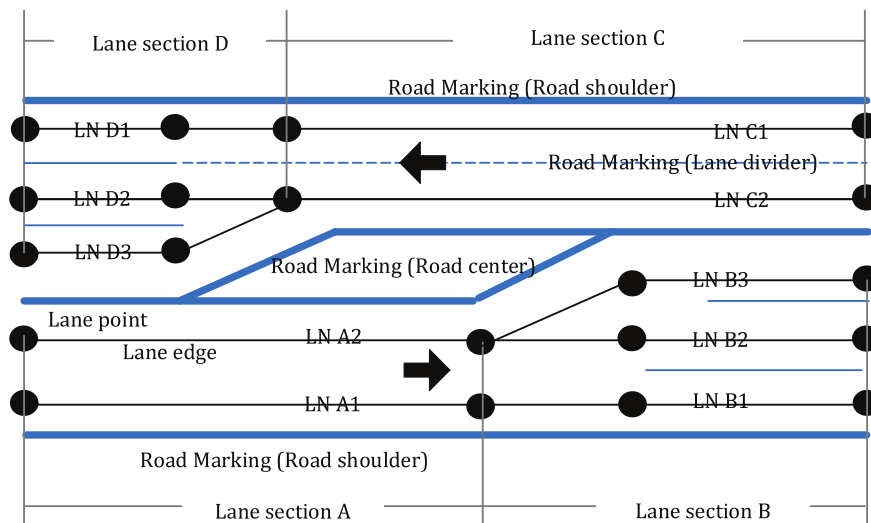 Lane section D
Lane section C
Road Marking (Road shoulder)
LN D1
LN C1
Road Marking (Lane divider)
LN D2
LN C2
LN D3
Road Marking (Road center)
LN B3
Lane point
LN A2
LN B2
Lane edge
LN A1
LN B1
Road Marking (Road shoulder)
Lane section A
Lane section B